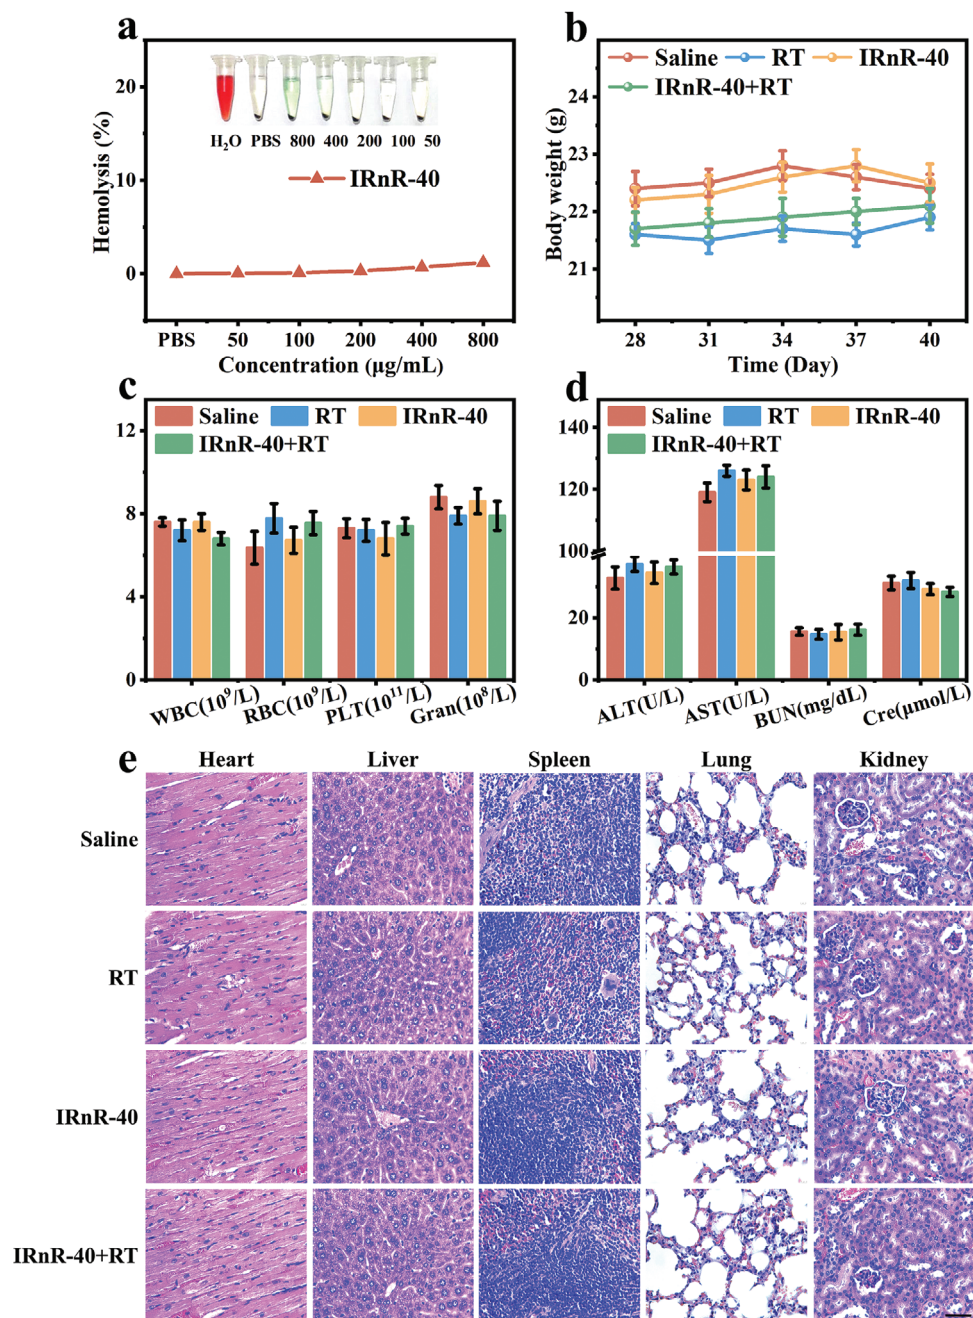 a
Hemolysis (%)
20
10
0
H₂O PBS 800 400 200 100 50
IRnR-40
PBS 50 100 200 400 800
Concentration (μg/mL)
b
Body weight (g)
24
23
22
21
Saline RT IRnR-40
IRnR-40+RT
28 31 34 37 40
Time (Day)
c
12
8
4
0
Saline RT IRnR-40
IRnR-40+RT
WBC(10⁹/L) RBC(10⁹/L) PLT(10¹¹/L) Gran(10⁸/L)
d
140
120
100
20
0
Saline RT IRnR-40
IRnR-40+RT
ALT(U/L) AST(U/L) BUN(mg/dL) Cre(μmol/L)
e
Heart Liver Spleen Lung Kidney
Saline
RT
IRnR-40
IRnR-40+RT